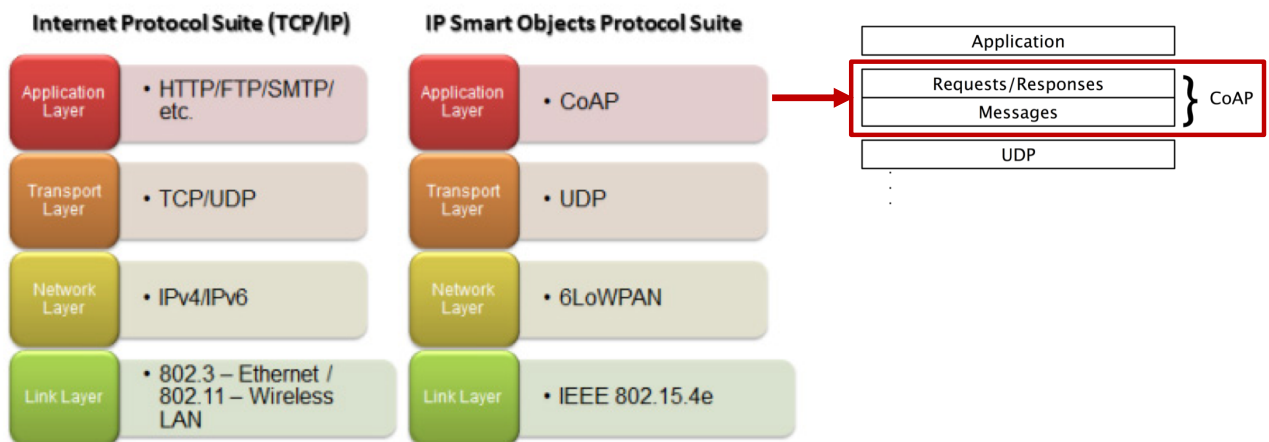 Internet Protocol Suite (TCP/IP)
Application
Layer
• HTTP/FTP/SMTP/
etc.
Transport
Layer
• TCP/UDP
Network
Layer
• IPv4/IPv6
Link Layer
• 802.3 – Ethernet /
802.11 – Wireless
LAN
IP Smart Objects Protocol Suite
Application
Layer
• CoAP
Transport
Layer
• UDP
Network
Layer
• 6LoWPAN
Link Layer
• IEEE 802.15.4e
Application
Requests/Responses
Messages
} CoAP
UDP